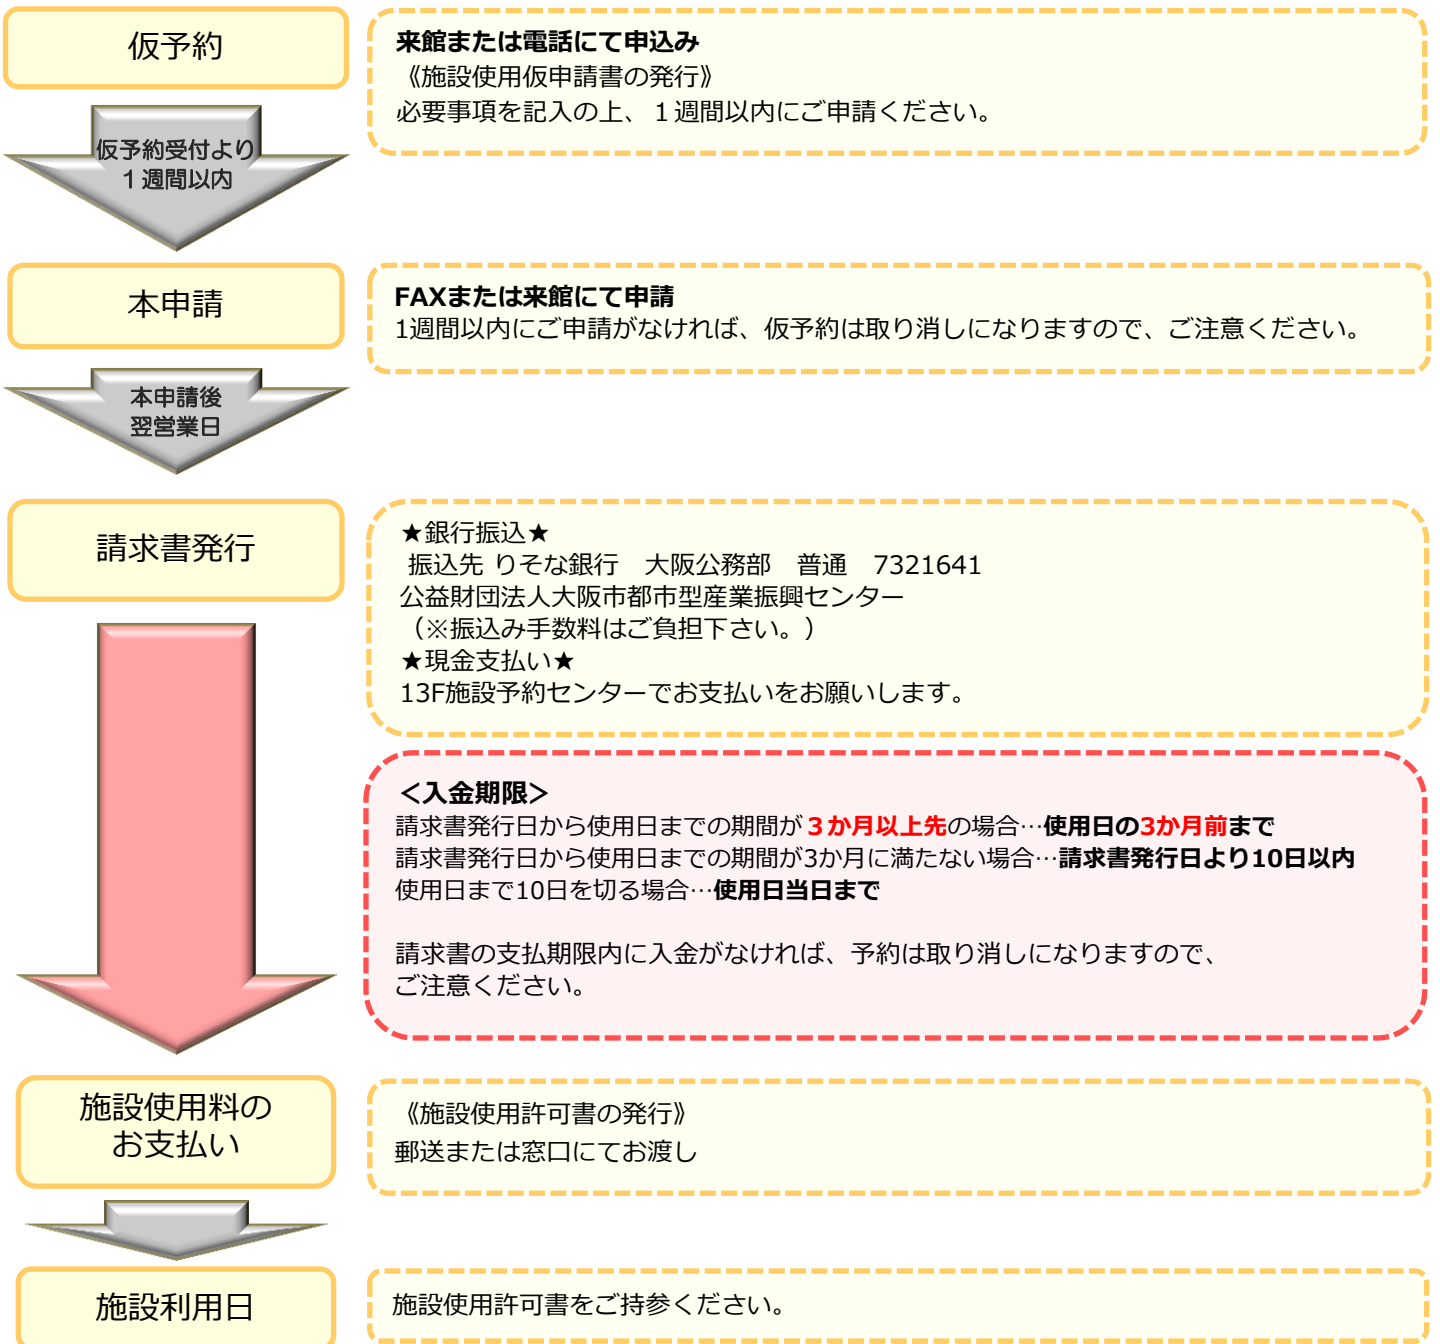 仮予約
来館または電話にて申込み
《施設使用仮申請書の発行》
必要事項を記入の上、１週間以内にご申請ください。
仮予約受付より
１週間以内
本申請
FAXまたは来館にて申請
1週間以内にご申請がなければ、仮予約は取り消しになりますので、ご注意ください。
本申請後
翌営業日
請求書発行
★銀行振込★
振込先 りそな銀行　大阪公務部　普通　7321641
公益財団法人大阪市都市型産業振興センター
（※振込み手数料はご負担下さい。）
★現金支払い★
13F施設予約センターでお支払いをお願いします。
＜入金期限＞
請求書発行日から使用日までの期間が３か月以上先の場合…使用日の3か月前まで
請求書発行日から使用日までの期間が3か月に満たない場合…請求書発行日より10日以内
使用日まで10日を切る場合…使用日当日まで
請求書の支払期限内に入金がなければ、予約は取り消しになりますので、
ご注意ください。
施設使用料の
お支払い
《施設使用許可書の発行》
郵送または窓口にてお渡し
施設利用日
施設使用許可書をご持参ください。